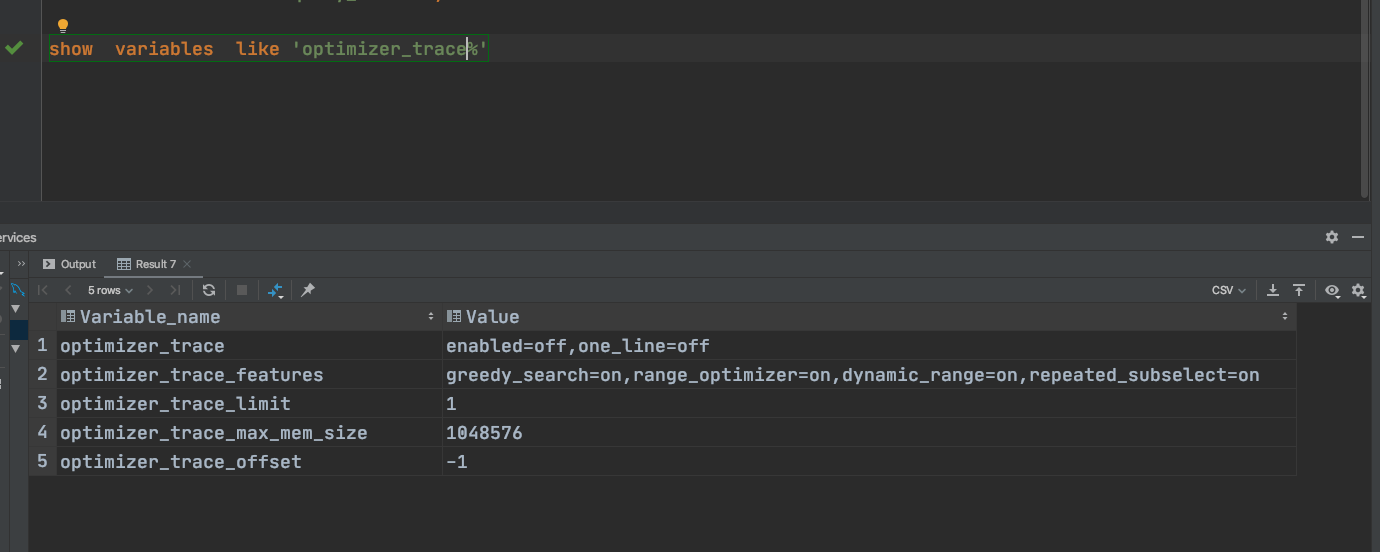 show variables like 'optimizer_trace%'
ervices
Output Result 7
5 rows CSV
Variable_name Value
1 optimizer_trace enabled=off,one_line=off
2 optimizer_trace_features greedy_search=on,range_optimizer=on,dynamic_range=on,repeated_subselect=on
3 optimizer_trace_limit 1
4 optimizer_trace_max_mem_size 1048576
5 optimizer_trace_offset -1